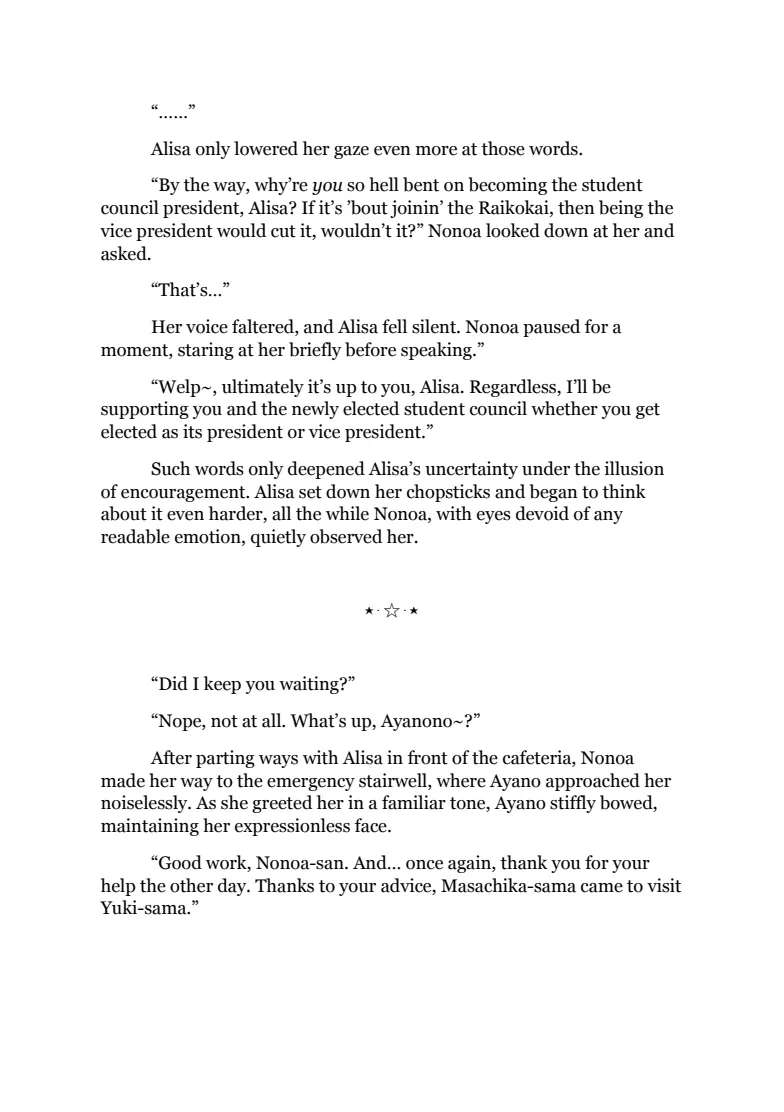 “......”
Alisa only lowered her gaze even more at those words.
“By the way, why’re you so hell bent on becoming the student
council president, Alisa? If it’s ’bout joinin’ the Raikokai, then being the
vice president would cut it, wouldn’t it?” Nonoa looked down at her and
asked.
“That’s...”
Her voice faltered, and Alisa fell silent. Nonoa paused for a
moment, staring at her briefly before speaking.”
“Welp~, ultimately it’s up to you, Alisa. Regardless, I’ll be
supporting you and the newly elected student council whether you get
elected as its president or vice president.”
Such words only deepened Alisa’s uncertainty under the illusion
of encouragement. Alisa set down her chopsticks and began to think
about it even harder, all the while Nonoa, with eyes devoid of any
readable emotion, quietly observed her.
⋆·☆·⋆
“Did I keep you waiting?”
“Nope, not at all. What’s up, Ayanono~?”
After parting ways with Alisa in front of the cafeteria, Nonoa
made her way to the emergency stairwell, where Ayano approached her
noiselessly. As she greeted her in a familiar tone, Ayano stiffly bowed,
maintaining her expressionless face.
“Good work, Nonoa-san. And... once again, thank you for your
help the other day. Thanks to your advice, Masachika-sama came to visit
Yuki-sama.”